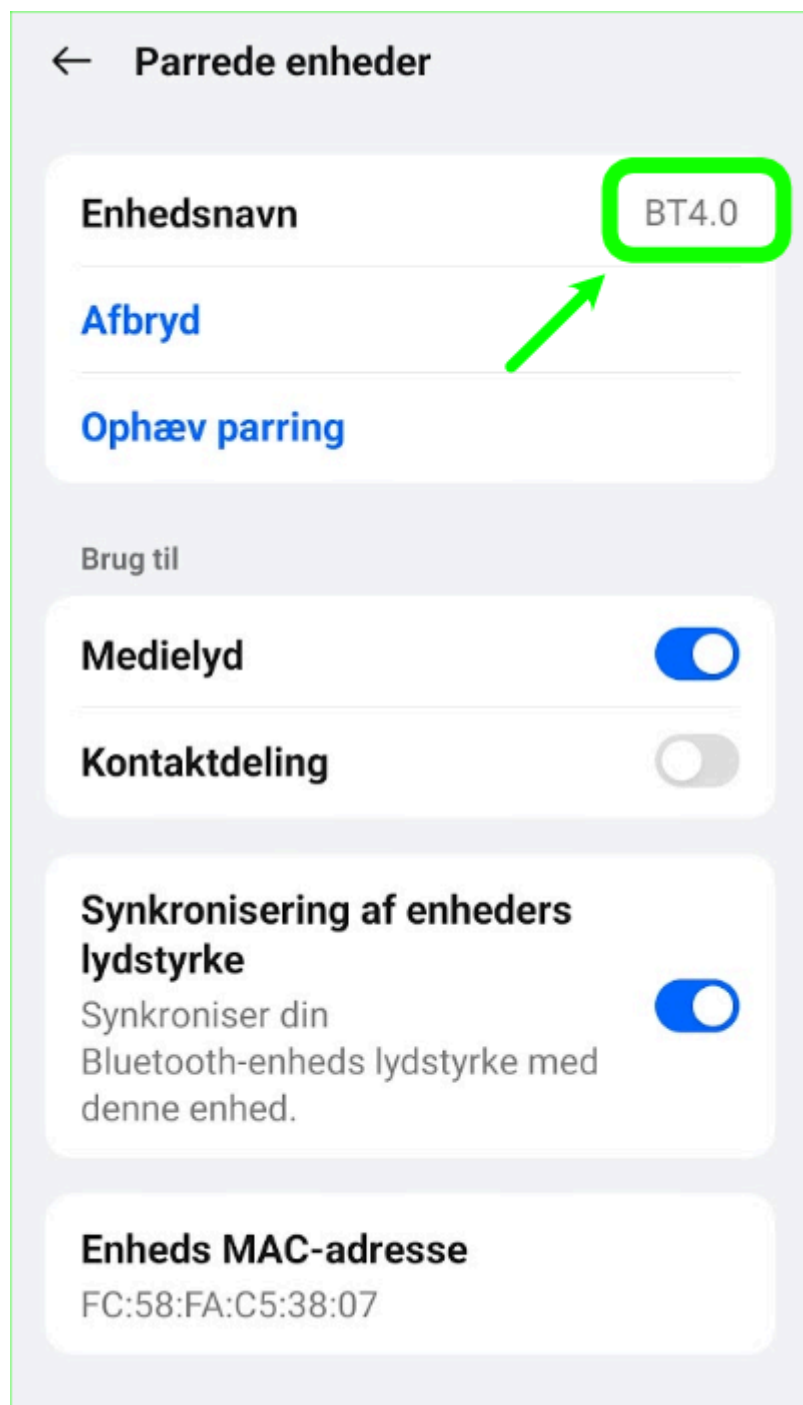 Parrede enheder
Enhedsnavn
BT4.0
Afbryd
Ophæv parring
Brug til
Medielyd
Kontaktdeling
Synkronisering af enheders
lydstyrke
Synkroniser din
Bluetooth-enheds lydstyrke med
denne enhed.
Enheds MAC-adresse
FC:58:FA:C5:38:07